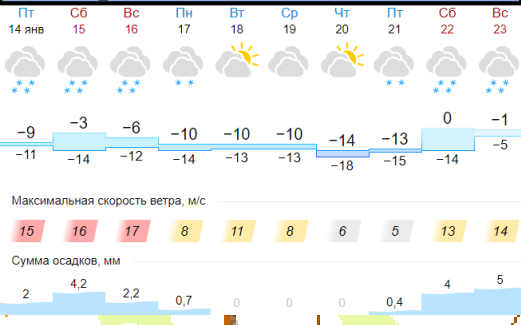 Пт Сб Вс Пн Вт Ср Чт Пт Сб Вс
14 янв 15 16 17 18 19 20 21 22 23
−9 −3 −6 −10 −10 −10 −14 −13 0 −1
−11 −14 −12 −14 −13 −13 −18 −15 −14 −5
Максимальная скорость ветра, м/с
15 16 17 8 11 8 6 5 13 14
Сумма осадков, мм
2 4,2 2,2 0,7 0 0 0 0,4 4 5